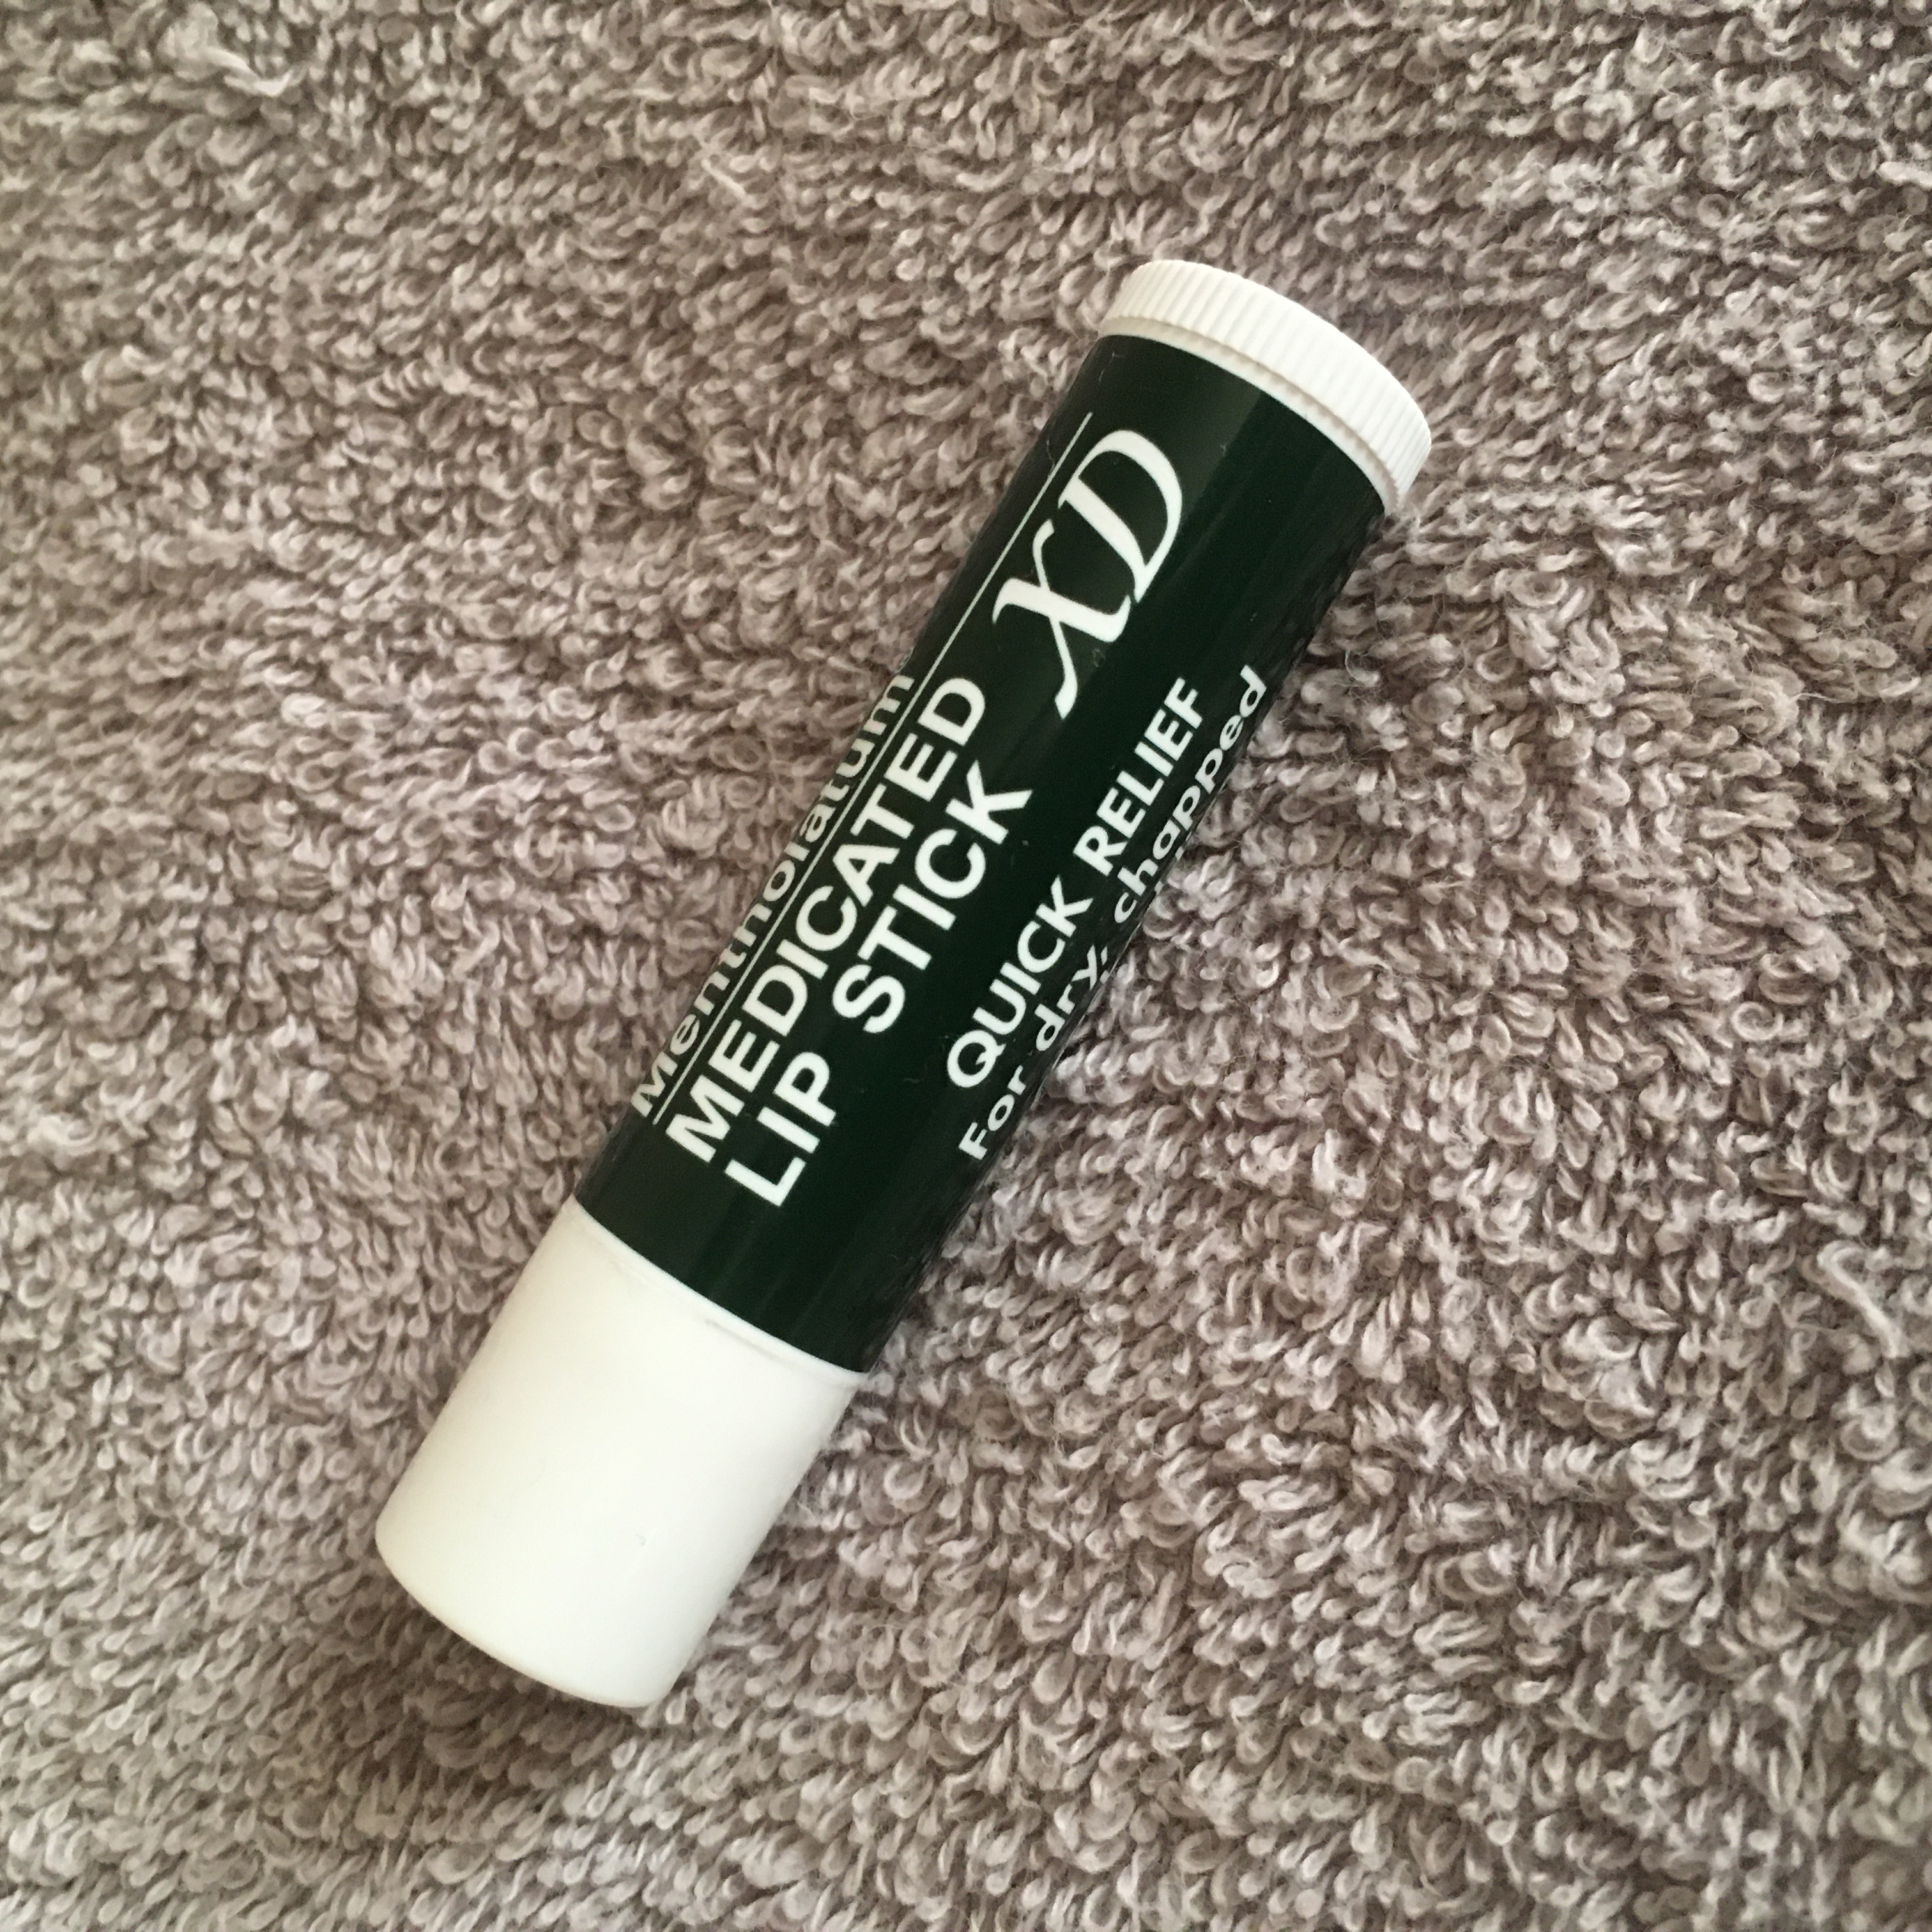 Mentholatum
MEDICATED XD
LIP STICK
QUICK RELIEF
For dry, chapped